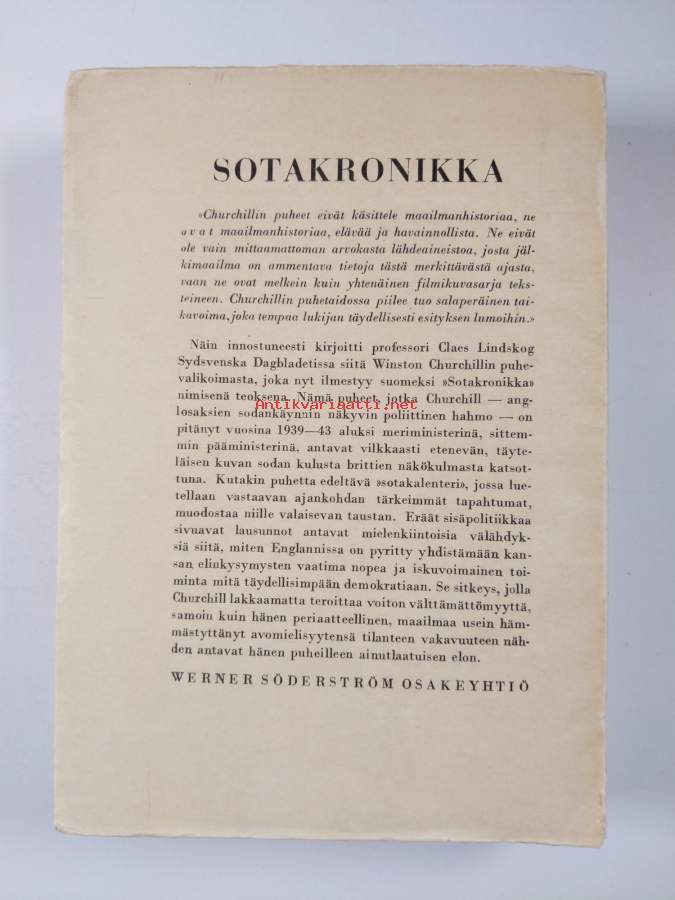 SOTAKRONIKKA
»Churchillin puheet eivät käsittele maailmanhistoriaa, ne
ovat maailmanhistoriaa, elävää ja havainnollista. Ne eivät
ole vain mittaamattoman arvokasta lähdeaineistoa, josta jäl-
kimaailma on ammentava tietoja tästä merkittävästä ajasta,
vaan ne ovat melkein kuin yhtenäinen filmikuvasarja teks-
teineen. Churchillin puhetaidossa piilee tuo salaperäinen tai-
kavoima, joka tempaa lukijan täydellisesti esityksen lumoihin.»
Näin innostuneesti kirjoitti professori Claes Lindskog
Sydsvenska Dagbladetissa siitä Winston Churchillin puhe-
valikoimasta, joka nyt ilmestyy suomeksi »Sotakronikka»
nimisenä teoksena. Nämä puheet, jotka Churchill — ang-
Antikvariaatti.net
losaksien sodankäynnin näkyvin poliittinen hahmo — on
pitänyt vuosina 1939—43 aluksi meriministerinä, sittem-
min pääministerinä, antavat vilkkaasti etenevän, täyte-
läisen kuvan sodan kulusta brittien näkökulmasta katsot-
tuna. Kutakin puhetta edeltävä »sotakalenteri», jossa lue-
tellaan vastaavan ajankohdan tärkeimmät tapahtumat,
muodostaa niille valaisevan taustan. Eräät sisäpolitiikkaa
sivuavat lausunnot antavat mielenkiintoisia välähdyk-
siä siitä, miten Englannissa on pyritty yhdistämään kan-
san elinkysymysten vaatima nopea ja iskuvoimainen toi-
minta mitä täydellisimpään demokratiaan. Se sitkeys, jolla
Churchill lakkaamatta teroittaa voiton välttämättömyyttä,
samoin kuin hänen periaatteellinen, maailmaa usein häm-
mästyttänyt avomielisyytensä tilanteen vakavuuteen näh-
den antavat hänen puheilleen ainutlaatuisen elon.
WERNER SÖDERSTRÖM OSAKEYHTIÖ